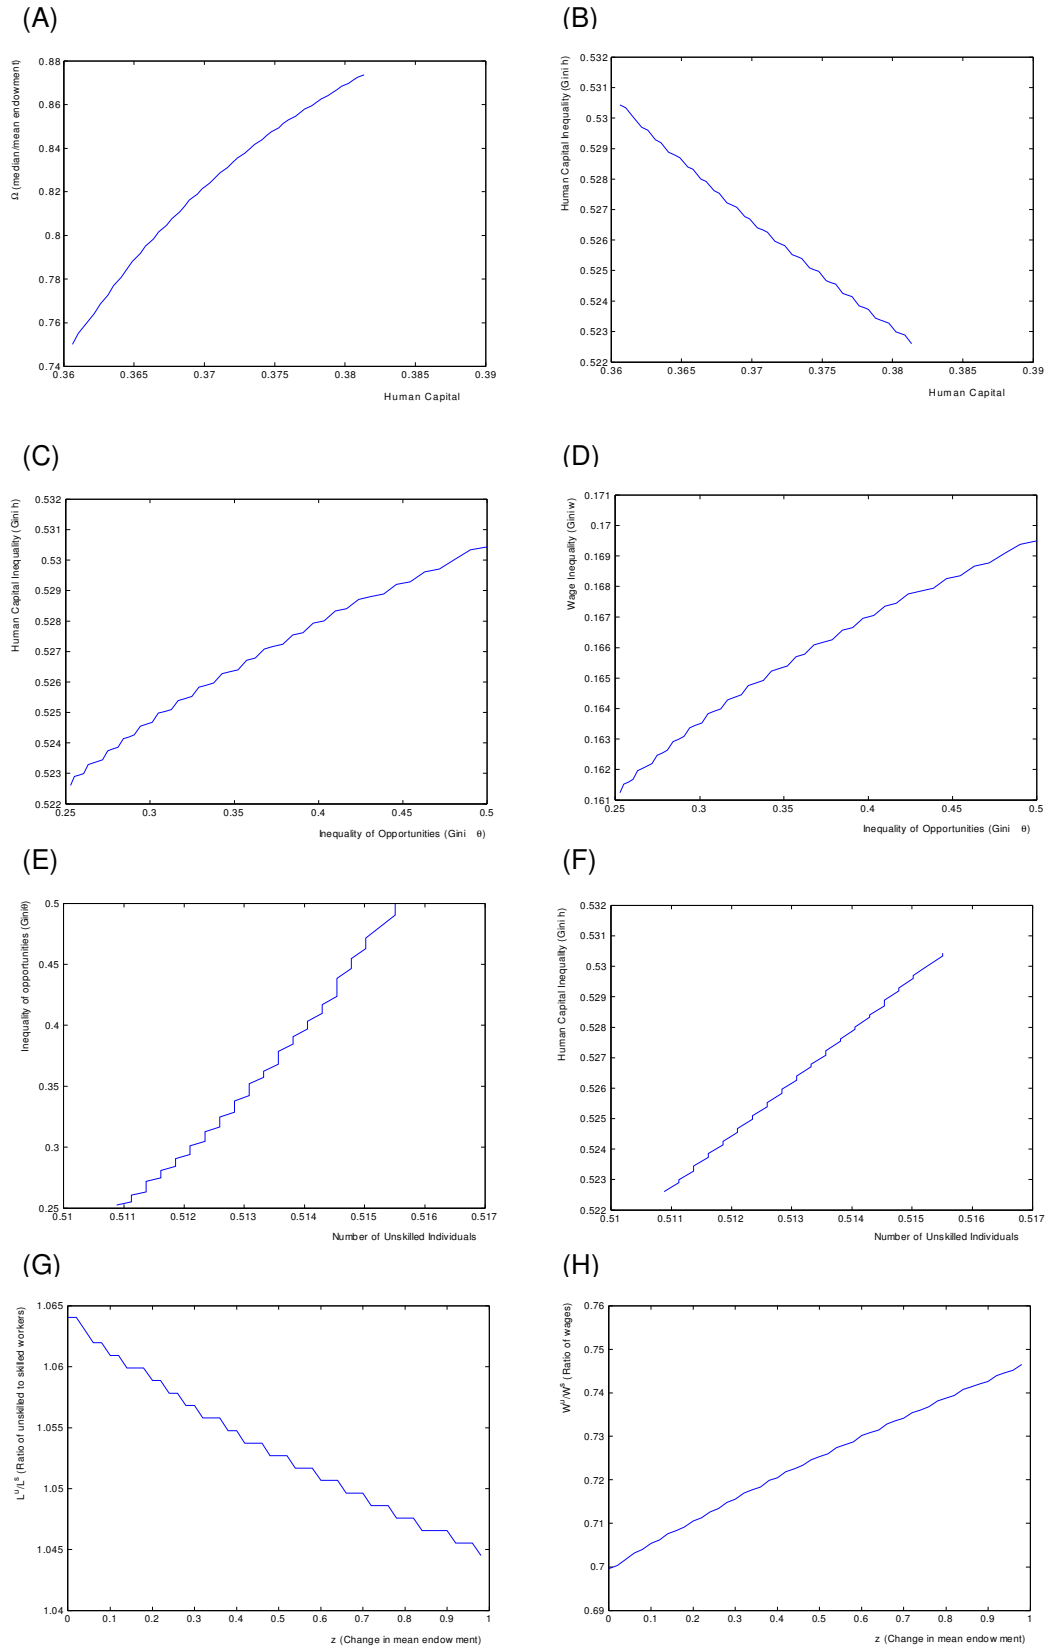 (A) (B)
0.88
0.86
0.84
0.82
0.8
0.78
0.76
0.74
0.36 0.365 0.37 0.375 0.38 0.385 0.39
Ω (median/mean endowment)
Human Capital
0.532
0.531
0.53
0.529
0.528
0.527
0.526
0.525
0.524
0.523
0.522
0.36 0.365 0.37 0.375 0.38 0.385 0.39
Human Capital Inequality (Gini h)
Human Capital
(C) (D)
0.532
0.531
0.53
0.529
0.528
0.527
0.526
0.525
0.524
0.523
0.522
0.25 0.3 0.35 0.4 0.45 0.5
Human Capital Inequality (Gini h)
Inequality of Opportunities (Gini θ)
0.171
0.17
0.169
0.168
0.167
0.166
0.165
0.164
0.163
0.162
0.161
0.25 0.3 0.35 0.4 0.45 0.5
Wage Inequality (Gini w)
Inequality of Opportunities (Gini θ)
(E) (F)
0.5
0.45
0.4
0.35
0.3
0.25
0.51 0.511 0.512 0.513 0.514 0.515 0.516 0.517
Inequality of opportunities (Giniθ)
Number of Unskilled Individuals
0.532
0.531
0.53
0.529
0.528
0.527
0.526
0.525
0.524
0.523
0.522
0.51 0.511 0.512 0.513 0.514 0.515 0.516 0.517
Human Capital Inequality (Gini h)
Number of Unskilled Individuals
(G) (H)
1.065
1.06
1.055
1.05
1.045
1.04
0 0.1 0.2 0.3 0.4 0.5 0.6 0.7 0.8 0.9 1
L^u/L^s (Ratio of unskilled to skilled workers)
z (Change in mean endowment)
0.76
0.75
0.74
0.73
0.72
0.71
0.7
0.69
0 0.1 0.2 0.3 0.4 0.5 0.6 0.7 0.8 0.9 1
W^u/W^s (Ratio of wages)
z (Change in mean endowment)